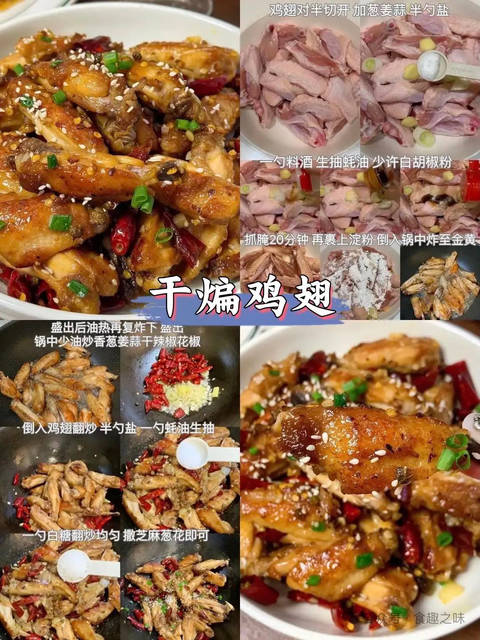 鸡翅对半切开 加葱姜蒜 半勺盐
一勺料酒 生抽蚝油 少许白胡椒粉
抓腌20分钟 再裹上淀粉 倒入锅中炸至金黄
干煸鸡翅
盛出后油热再复炸下 盛出
锅中少油炒香葱姜蒜干辣椒花椒
倒入鸡翅翻炒 半勺盐 一勺蚝油生抽
一勺白糖翻炒均匀 撒芝麻葱花即可
食趣之味